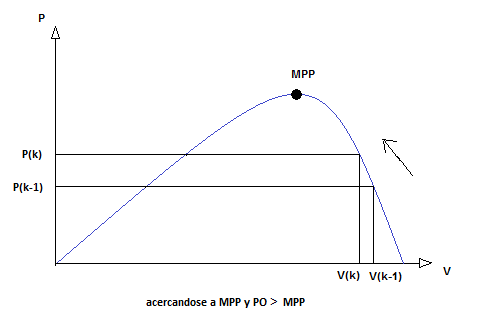 P
MPP
P(k)
P(k-1)
V(k)
V(k-1)
V
acercandose a MPP y PO > MPP